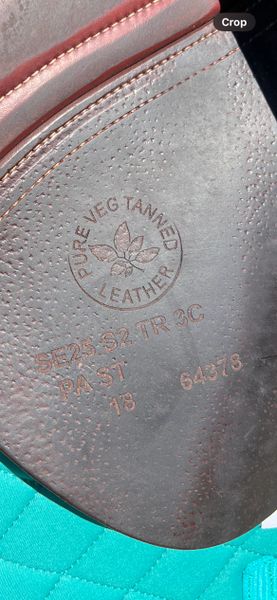 Crop
PURE VEG TANNED
LEATHER
SE25 S2 TR 3C
PA ST 64378
18